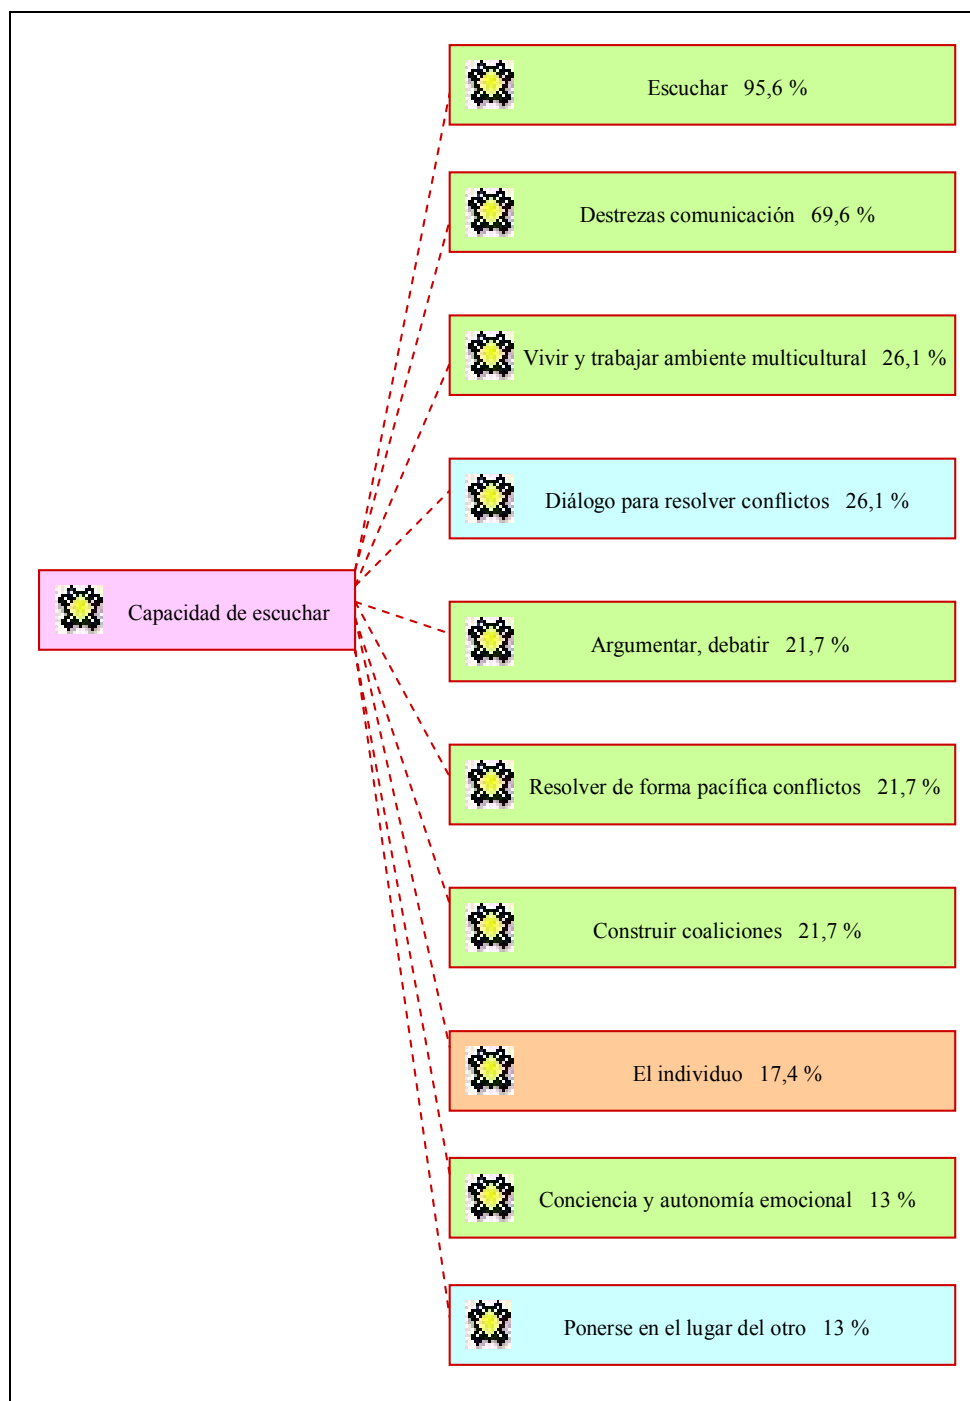 Escuchar 95,6 %
Destrezas comunicación 69,6 %
Vivir y trabajar ambiente multicultural 26,1 %
Diálogo para resolver conflictos 26,1 %
Capacidad de escuchar
Argumentar, debatir 21,7 %
Resolver de forma pacífica conflictos 21,7 %
Construir coaliciones 21,7 %
El individuo 17,4 %
Conciencia y autonomía emocional 13 %
Ponerse en el lugar del otro 13 %